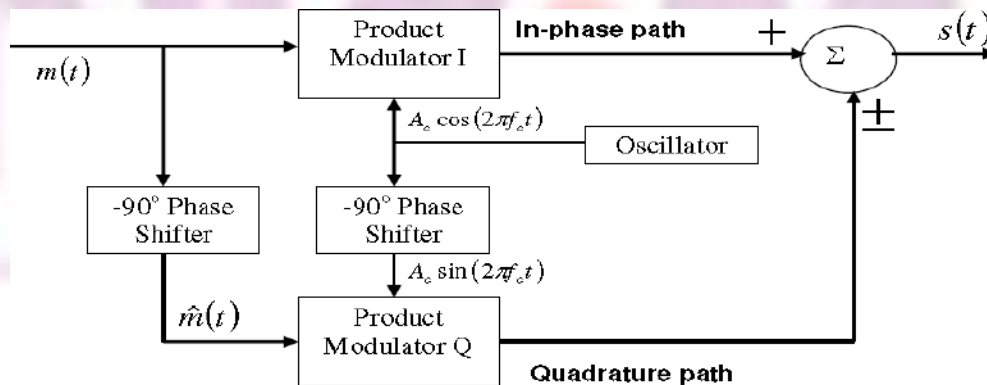 Product
Modulator I
In-phase path
+
s(t)
Σ
m(t)
±
A_c cos(2πf_c t)
Oscillator
-90° Phase
Shifter
-90° Phase
Shifter
A_c sin(2πf_c t)
m̂(t)
Product
Modulator Q
Quadrature path